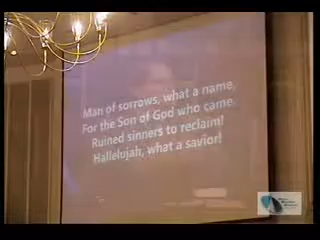 Man of sorrows, what a name,
For the Son of God who came
Ruined sinners to reclaim!
Hallelujah, what a savior!